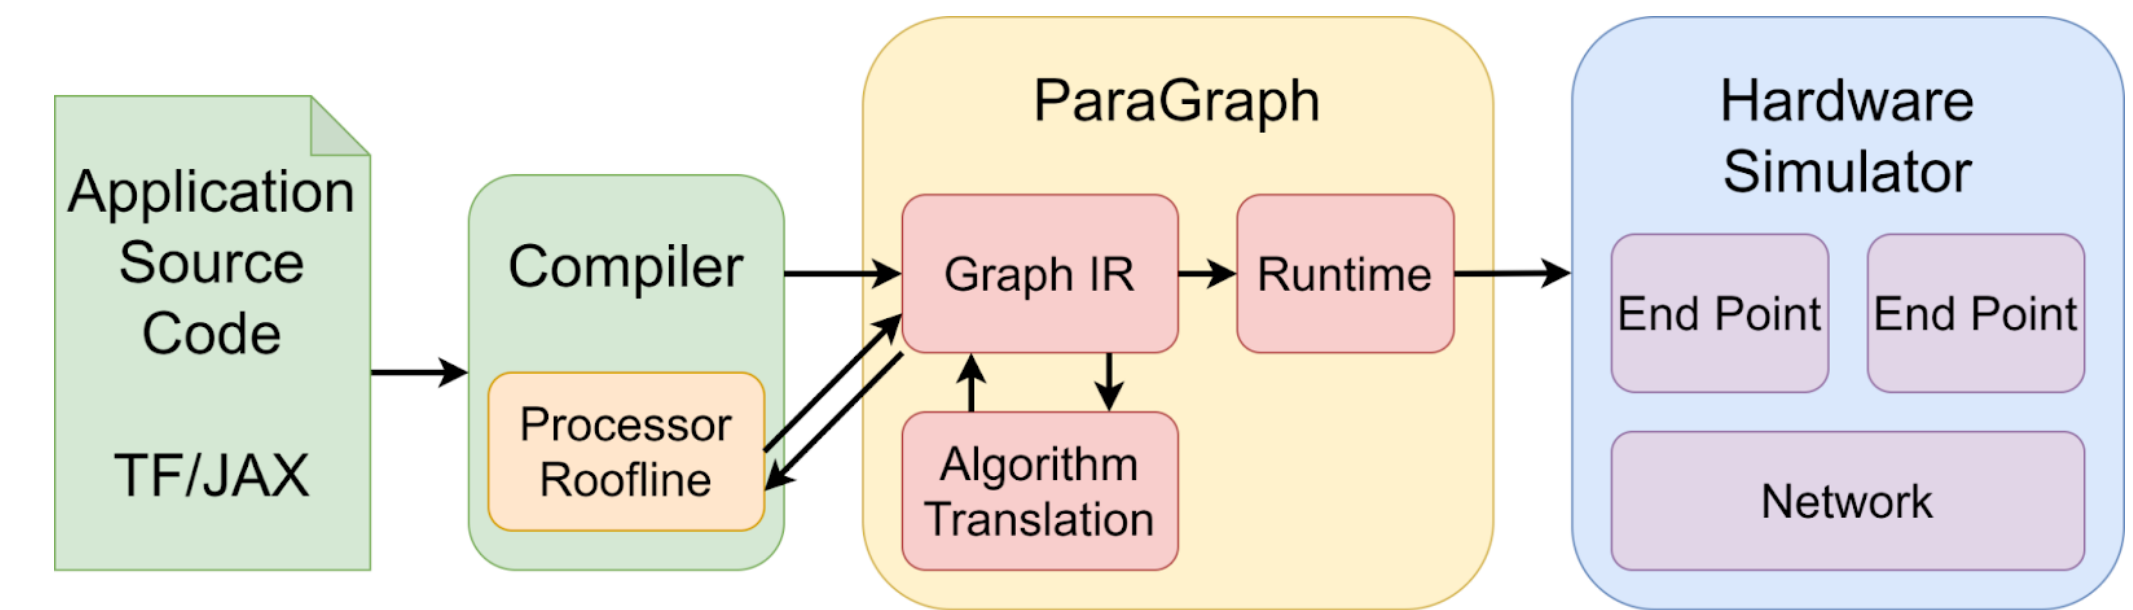 Application
Source
Code
TF/JAX
Compiler
Processor
Roofline
ParaGraph
Graph IR
Runtime
Algorithm
Translation
Hardware
Simulator
End Point
End Point
Network